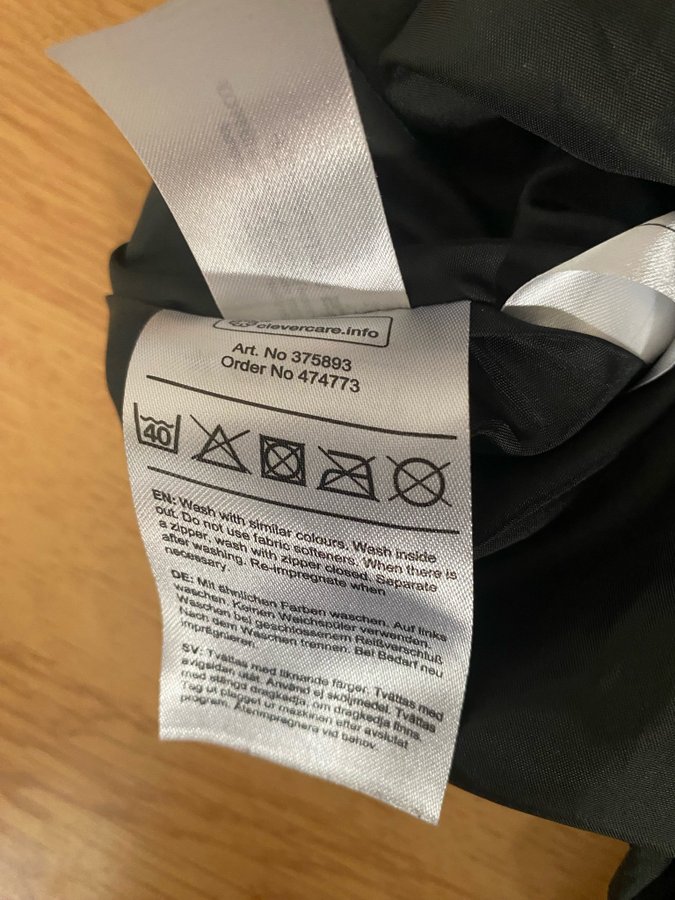 clevercare.info
Art. No 375893
Order No 474773
40
EN: Wash with similar colours. Wash inside
out. Do not use fabric softeners. When there is
a zipper, wash with zipper closed. Separate
after washing. Re-impregnate when
necessary.
DE: Mit ähnlichen Farben waschen. Auf links
waschen. Keinen Weichspüler verwenden.
Waschen bei geschlossenem Reißverschluß
Nach dem Waschen trennen. Bei Bedarf neu
imprägnieren.
SV: Tvättas med liknande färger. Tvättas med
avigsidan utåt. Använd ej sköljmedel. Tvättas
med stängd dragkedja, om dragkedja finns.
Tag ut plagget ur maskinen efter avslutat
program. Återimpregnera vid behov.